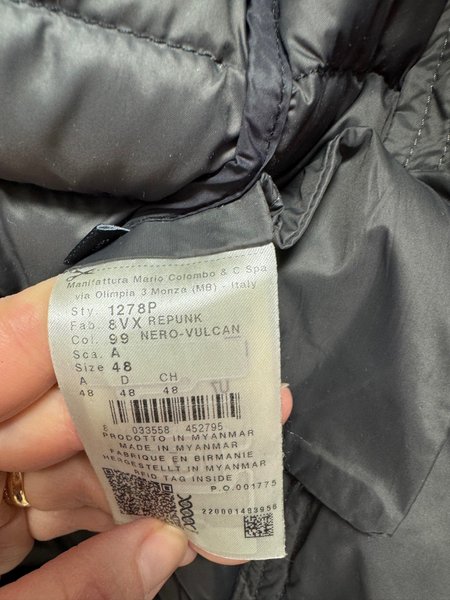 Manifattura Mario Colombo & C Spa
via Olimpia 3 Monza (MB) - Italy
Sty. 1278P
Fab. 8VX REPUNK
Col. 99 NERO-VULCAN
Sca. A
Size 48
A D CH
48 48 48
8 033558 452795
PRODOTTO IN MYANMAR
MADE IN MYANMAR
FABRIQUE EN BIRMANIE
HERGESTELLT IN MYANMAR
RFID TAG INSIDE
P.O.001775
220001483956